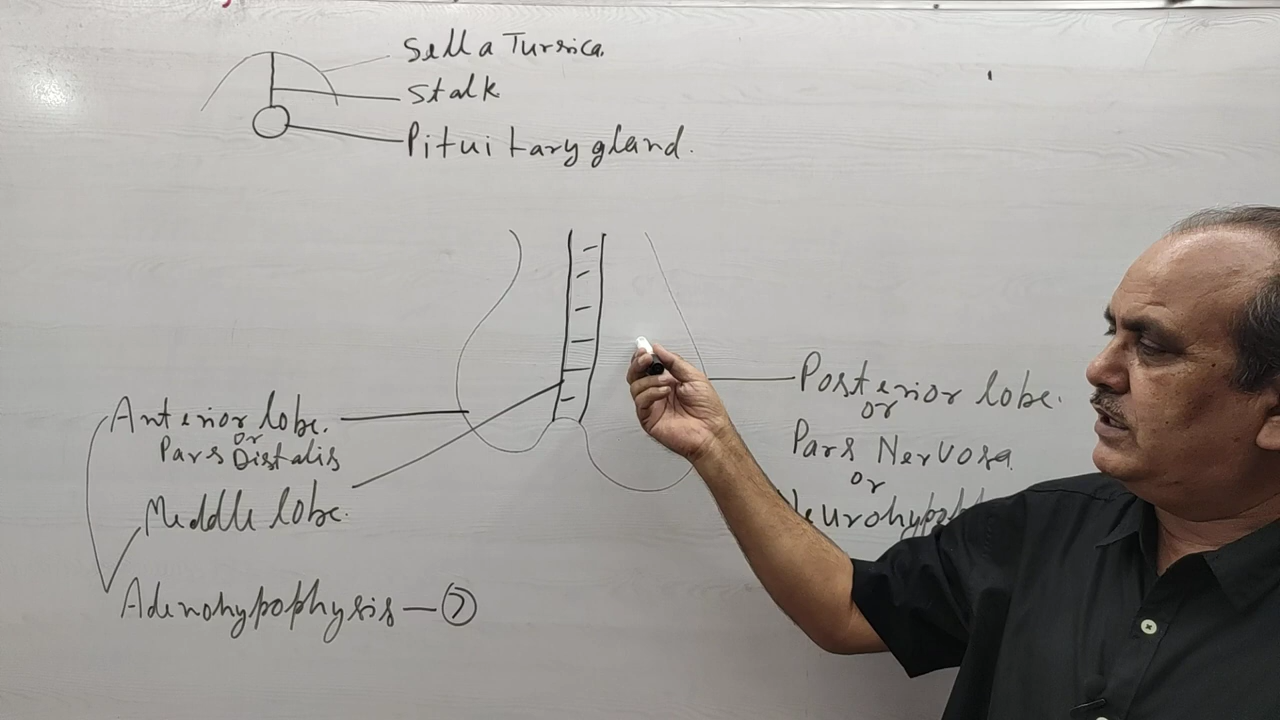 Sella Tursica.
Stalk
Pituitary gland.
Anterior lobe.
or
Pars Distalis
Middle lobe.
Adenohypophysis — 7
Posterior lobe.
or
Pars Nervosa
or